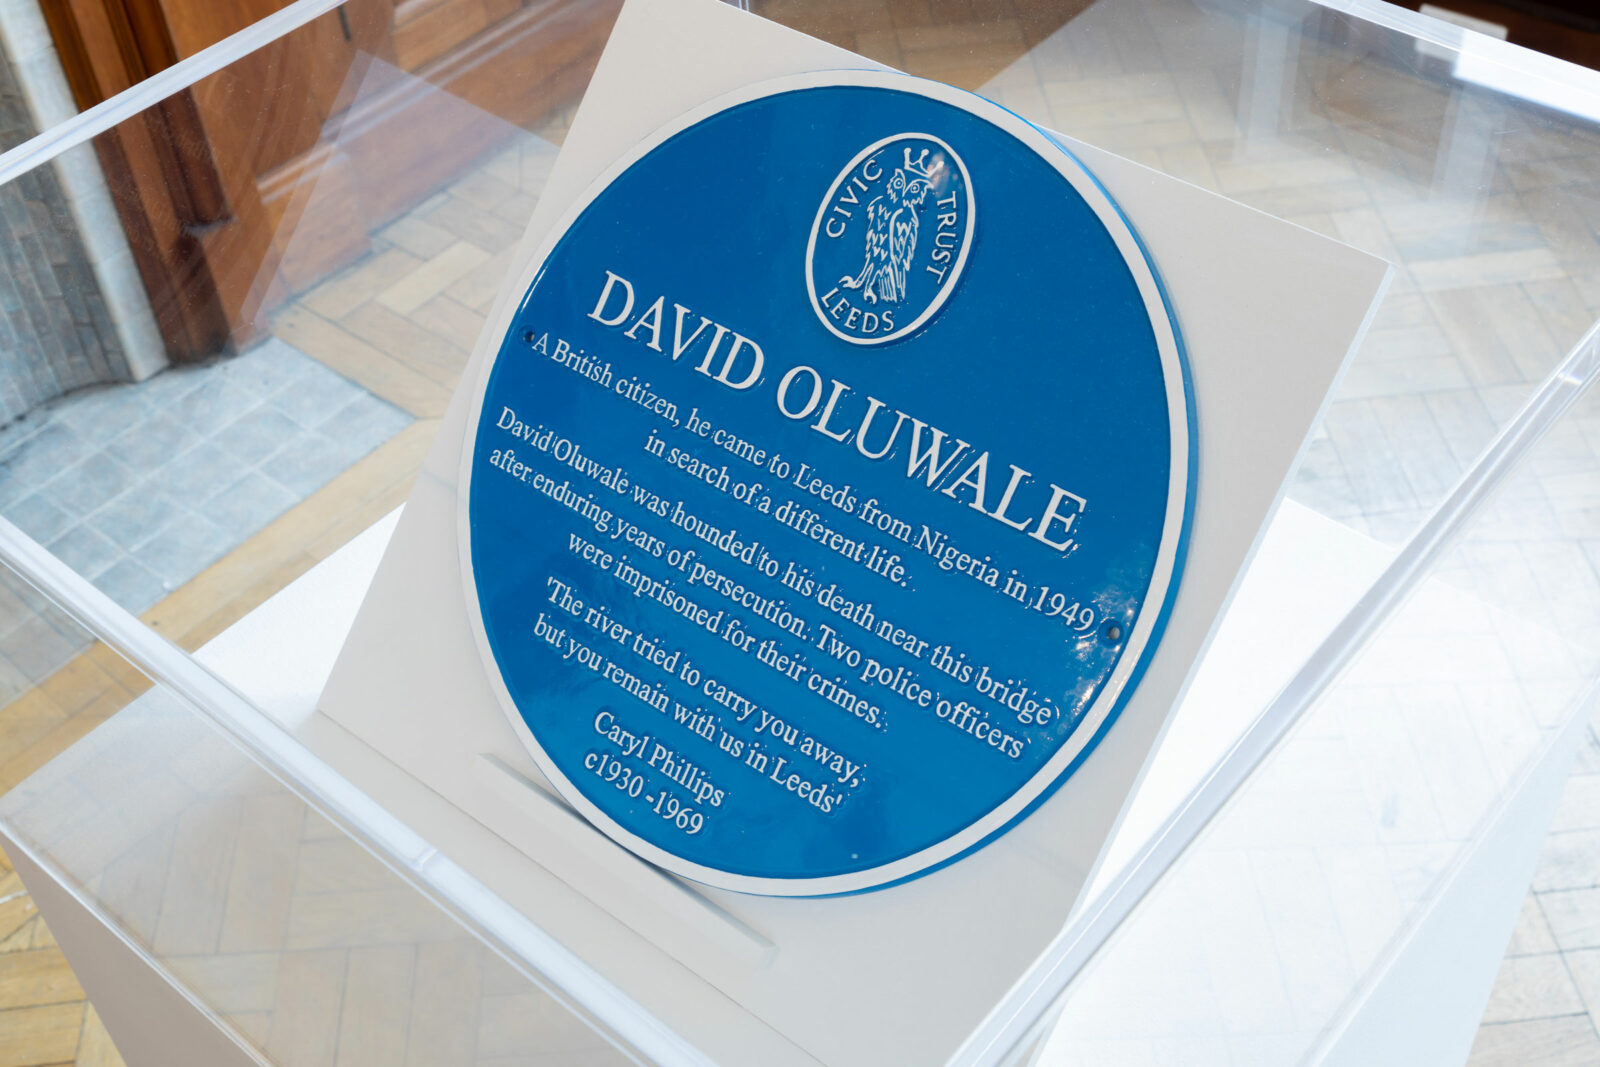 CIVIC TRUST
LEEDS
DAVID OLUWALE
A British citizen, he came to Leeds from Nigeria in 1949
in search of a different life.
David Oluwale was hounded to his death near this bridge
after enduring years of persecution. Two police officers
were imprisoned for their crimes.
'The river tried to carry you away,
but you remain with us in Leeds'
Caryl Phillips
c1930 -1969